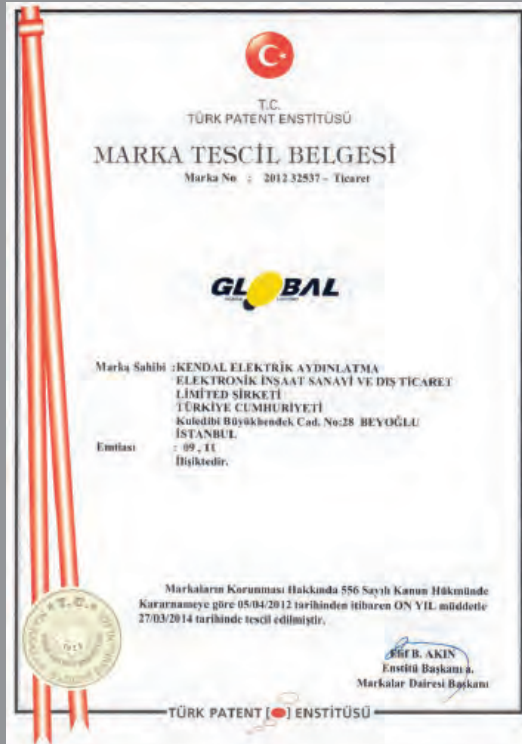 T.C.
TÜRK PATENT ENSTİTÜSÜ
MARKA TESCİL BELGESİ
Marka No : 2012 32537 - Ticaret
GLOBAL
Marka Sahibi :KENDAL ELEKTRİK AYDINLATMA
ELEKTRONİK İNŞAAT SANAYİ VE DIŞ TİCARET
LİMİTED ŞİRKETİ
TÜRKİYE CUMHURİYETİ
Kuledibi Büyükhendek Cad. No:28 BEYOĞLU
İSTANBUL
Emtiası : 09 , 11
İlişiktedir.
Markaların Korunması Hakkında 556 Sayılı Kanun Hükmünde
Kararnameye göre 05/04/2012 tarihinden itibaren ON YIL müddetle
27/03/2014 tarihinde tescil edilmiştir.
Elif B. AKIN
Enstitü Başkanı a.
Markalar Dairesi Başkanı
T.C.
TÜRK PATENT [ ] ENSTİTÜSÜ